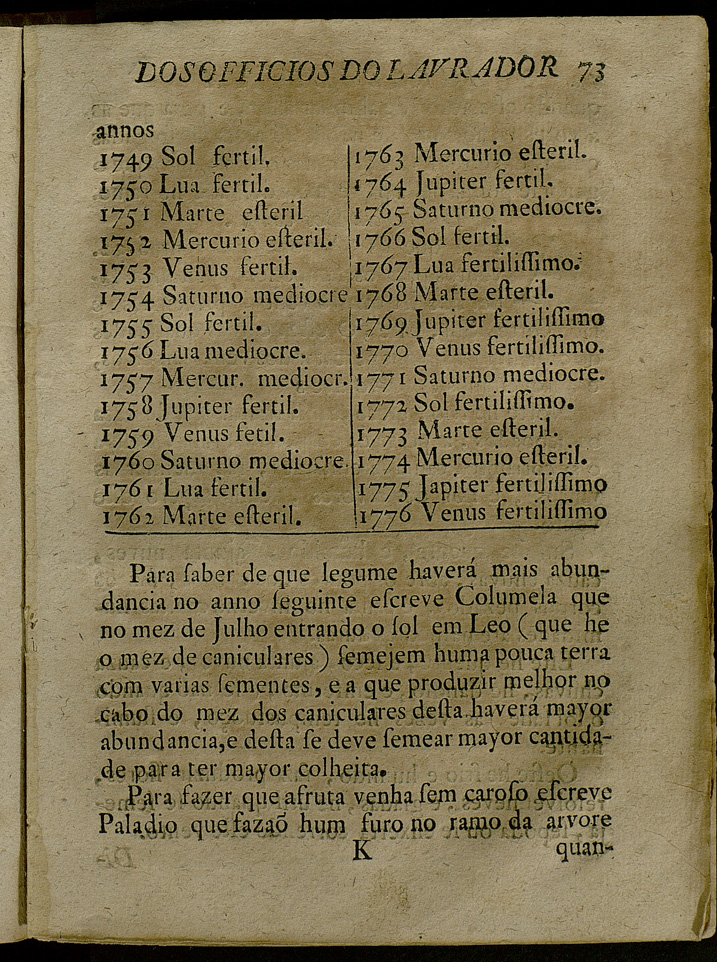 DOS OFFICIOS DO LAVRADOR 73
annos
1749 Sol fertil.
1750 Lua fertil.
1751 Marte eſteril
1752 Mercurio eſteril.
1753 Venus fertil.
1754 Saturno mediocre
1755 Sol fertil.
1756 Lua mediocre.
1757 Mercur. mediocr.
1758 Jupiter fertil.
1759 Venus fetil.
1760 Saturno mediocre.
1761 Lua fertil.
1762 Marte eſteril.
1763 Mercurio eſteril.
1764 Jupiter fertil.
1765 Saturno mediocre.
1766 Sol fertil.
1767 Lua fertiliſſimo.
1768 Marte eſteril.
1769 Jupiter fertiliſſimo
1770 Venus fertiliſſimo.
1771 Saturno mediocre.
1772 Sol fertiliſſimo.
1773 Marte eſteril.
1774 Mercurio eſteril.
1775 Japiter fertiliſſimo
1776 Venus fertiliſſimo
Para ſaber de que legume haverá mais abun-
dancia no anno ſeguinte eſcreve Columela que
no mez de Julho entrando o ſol em Leo ( que he
o mez de caniculares ) ſemejem huma pouca terra
com varias ſementes, e a que produzir melhor no
cabo do mez dos caniculares deſta haverá mayor
abundancia,e deſta ſe deve ſemear mayor cantida-
de para ter mayor colheita.
Para fazer que afruta venha ſem caroſo eſcreve
Paladio que fazaõ hum furo no ramo da arvore
K quan-